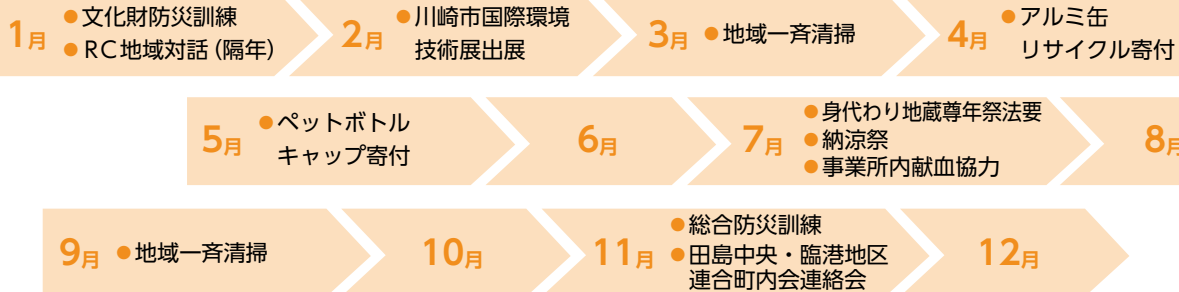 1月
●文化財防災訓練
●RC地域対話(隔年)
2月
●川崎市国際環境
技術展出展
3月 ●地域一斉清掃
4月
●アルミ缶
リサイクル寄付
5月
●ペットボトル
キャップ寄付
6月
7月
●身代わり地蔵尊年祭法要
●納涼祭
●事業所内献血協力
8月
9月 ●地域一斉清掃
10月
11月
●総合防災訓練
●田島中央・臨港地区
連合町内会連絡会
12月